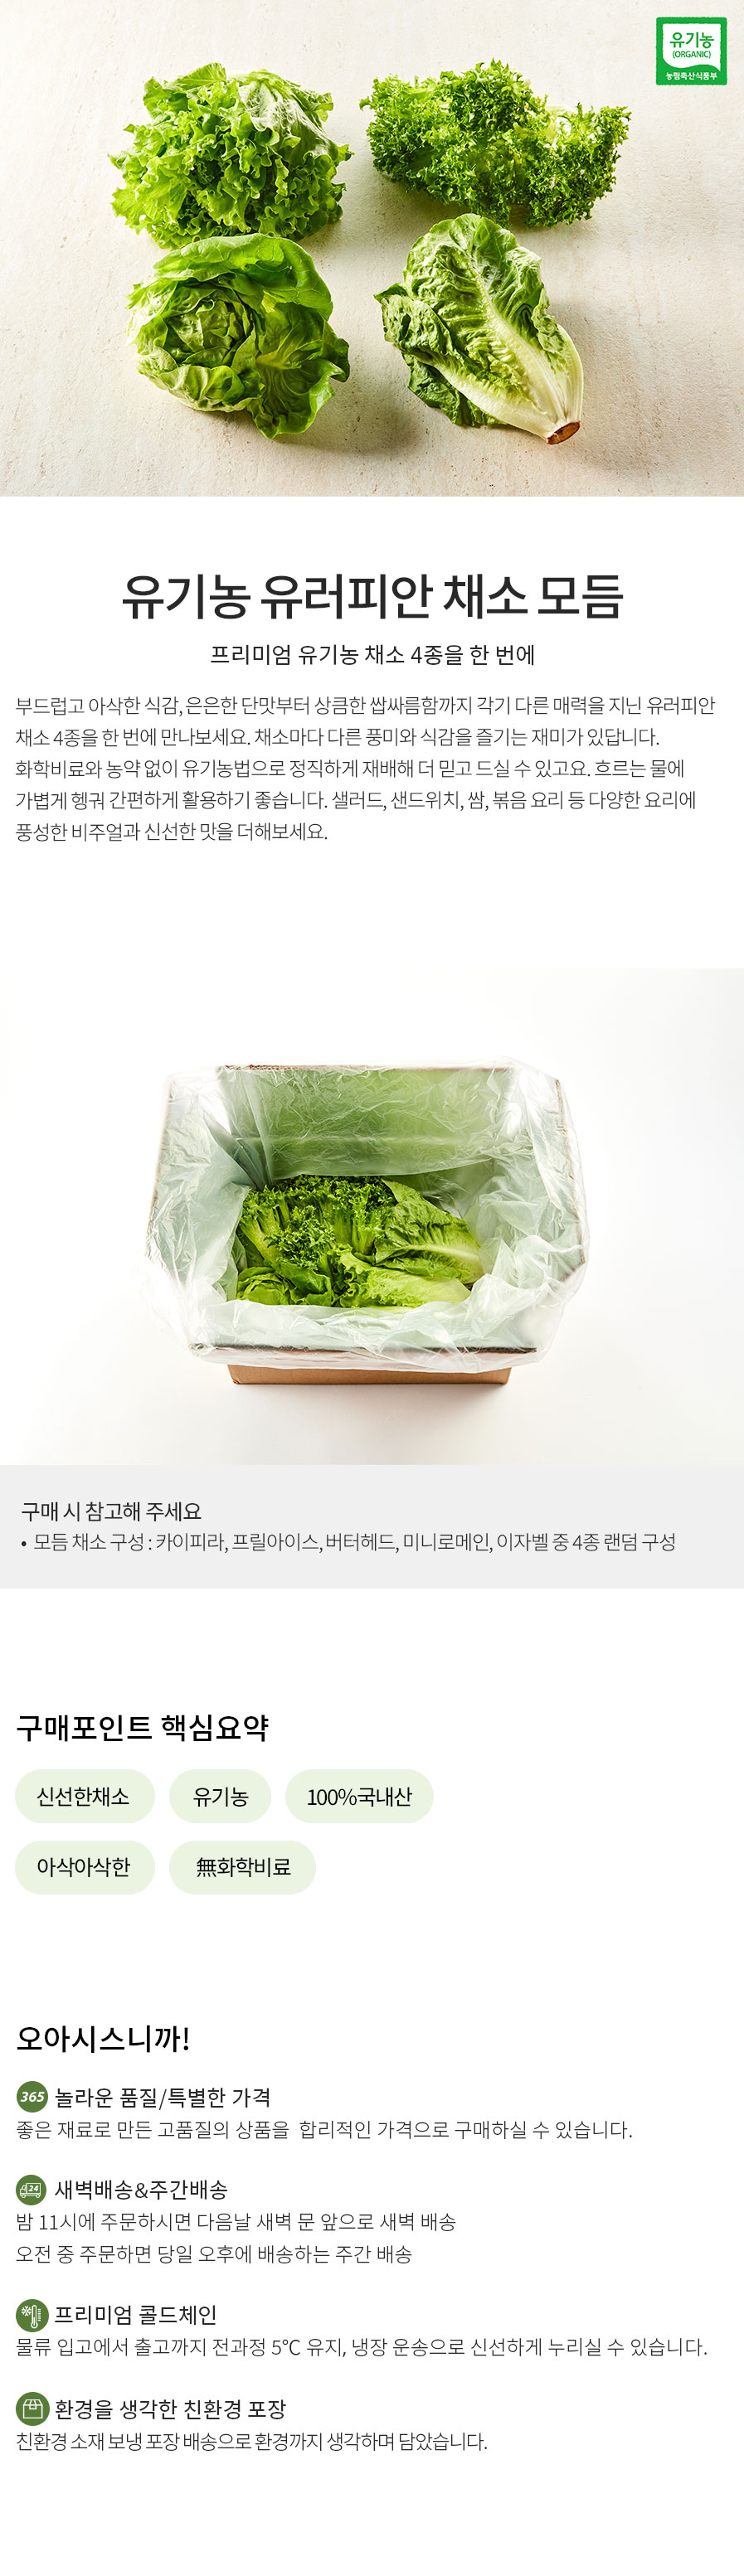 유기농
(ORGANIC)
농림축산식품부
유기농 유러피안 채소 모듬
프리미엄 유기농 채소 4종을 한 번에
부드럽고 아삭한 식감, 은은한 단맛부터 상큼한 쌉싸름함까지 각기 다른 매력을 지닌 유러피안
채소 4종을 한 번에 만나보세요. 채소마다 다른 풍미와 식감을 즐기는 재미가 있답니다.
화학비료와 농약 없이 유기농법으로 정직하게 재배해 더 믿고 드실 수 있고요. 흐르는 물에
가볍게 헹궈 간편하게 활용하기 좋습니다. 샐러드, 샌드위치, 쌈, 볶음 요리 등 다양한 요리에
풍성한 비주얼과 신선한 맛을 더해보세요.
구매 시 참고해 주세요
• 모듬 채소 구성 : 카이피라, 프릴아이스, 버터헤드, 미니로메인, 이자벨 중 4종 랜덤 구성
구매포인트 핵심요약
신선한채소 유기농 100%국내산
아삭아삭한 無화학비료
오아시스니까!
365 놀라운 품질/특별한 가격
좋은 재료로 만든 고품질의 상품을 합리적인 가격으로 구매하실 수 있습니다.
24 새벽배송&주간배송
밤 11시에 주문하시면 다음날 새벽 문 앞으로 새벽 배송
오전 중 주문하면 당일 오후에 배송하는 주간 배송
프리미엄 콜드체인
물류 입고에서 출고까지 전과정 5℃ 유지, 냉장 운송으로 신선하게 누리실 수 있습니다.
환경을 생각한 친환경 포장
친환경 소재 보냉 포장 배송으로 환경까지 생각하며 담았습니다.